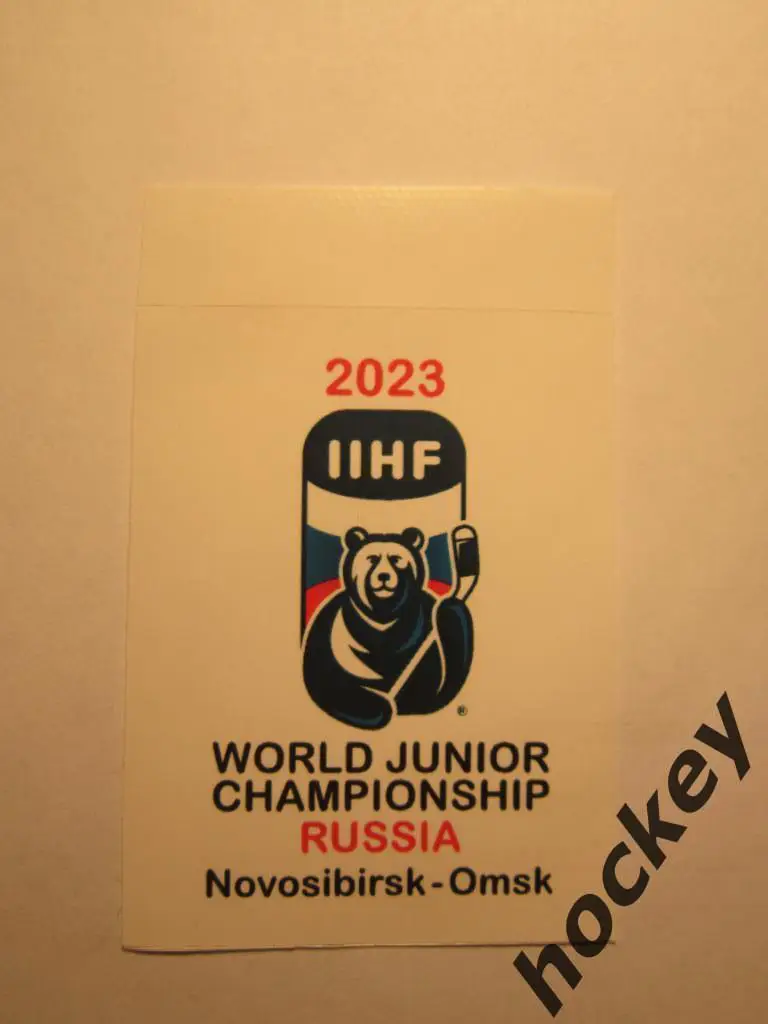 2023
IIHF
®
WORLD JUNIOR
CHAMPIONSHIP
RUSSIA
Novosibirsk-Omsk
hockey